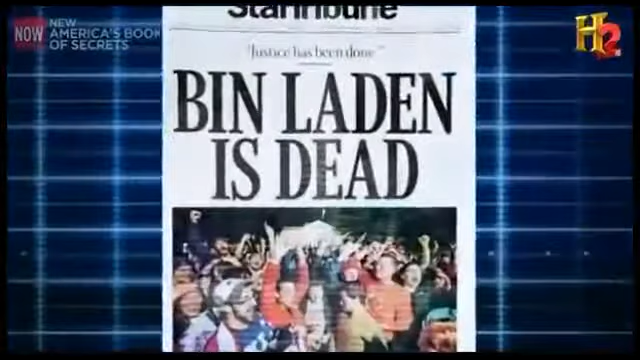 NOW
NEW
AMERICA'S BOOK
OF SECRETS
StarTribune
"Justice has been done"
BIN LADEN
IS DEAD
H2